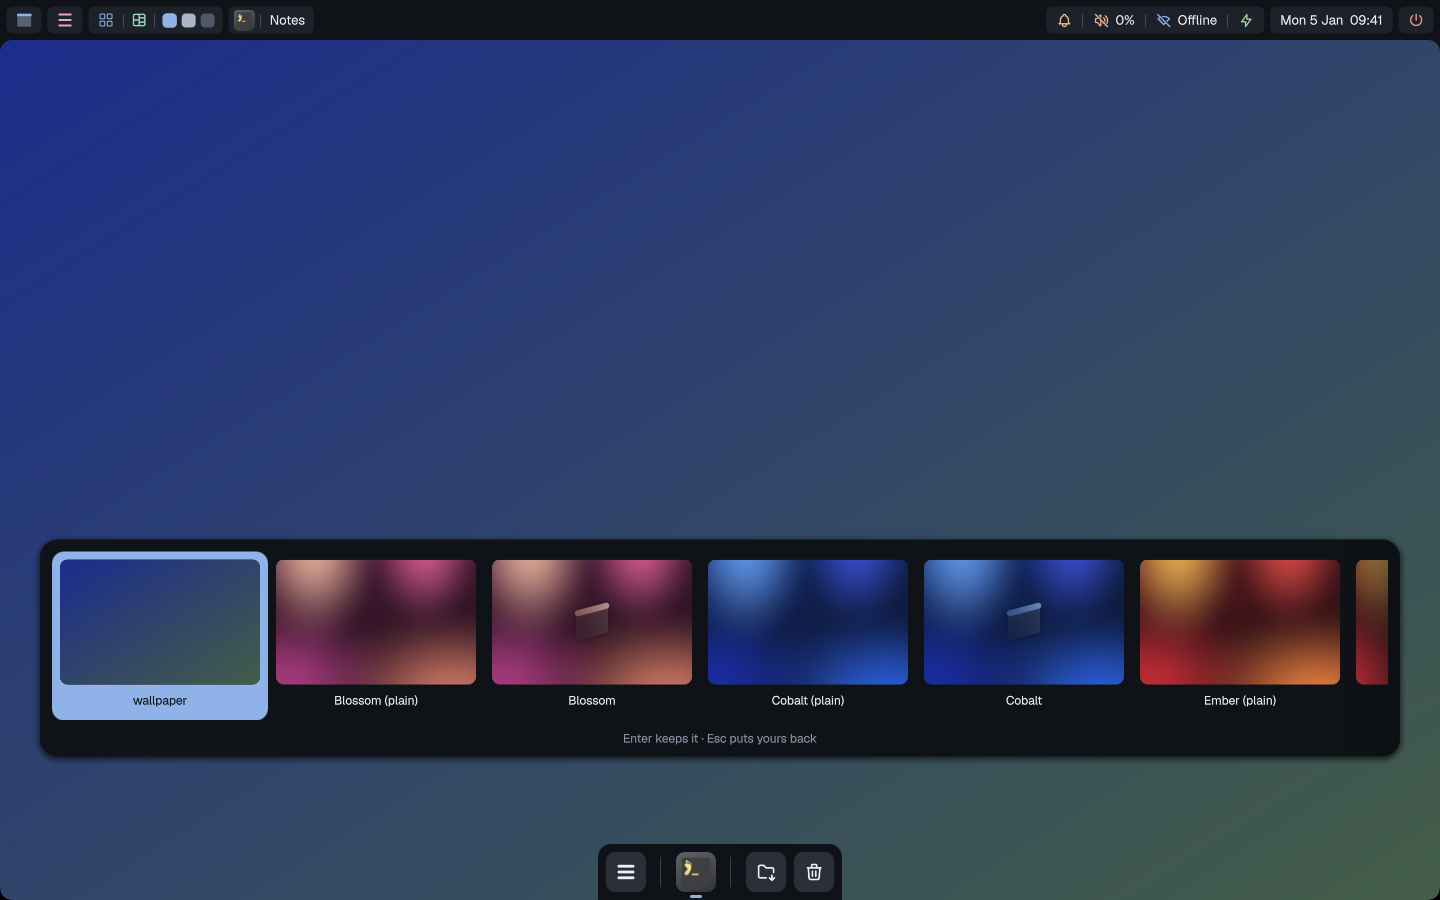 Notes
0%
Offline
Mon 5 Jan 09:41
wallpaper
Blossom (plain)
Blossom
Cobalt (plain)
Cobalt
Ember (plain)
Enter keeps it · Esc puts yours back